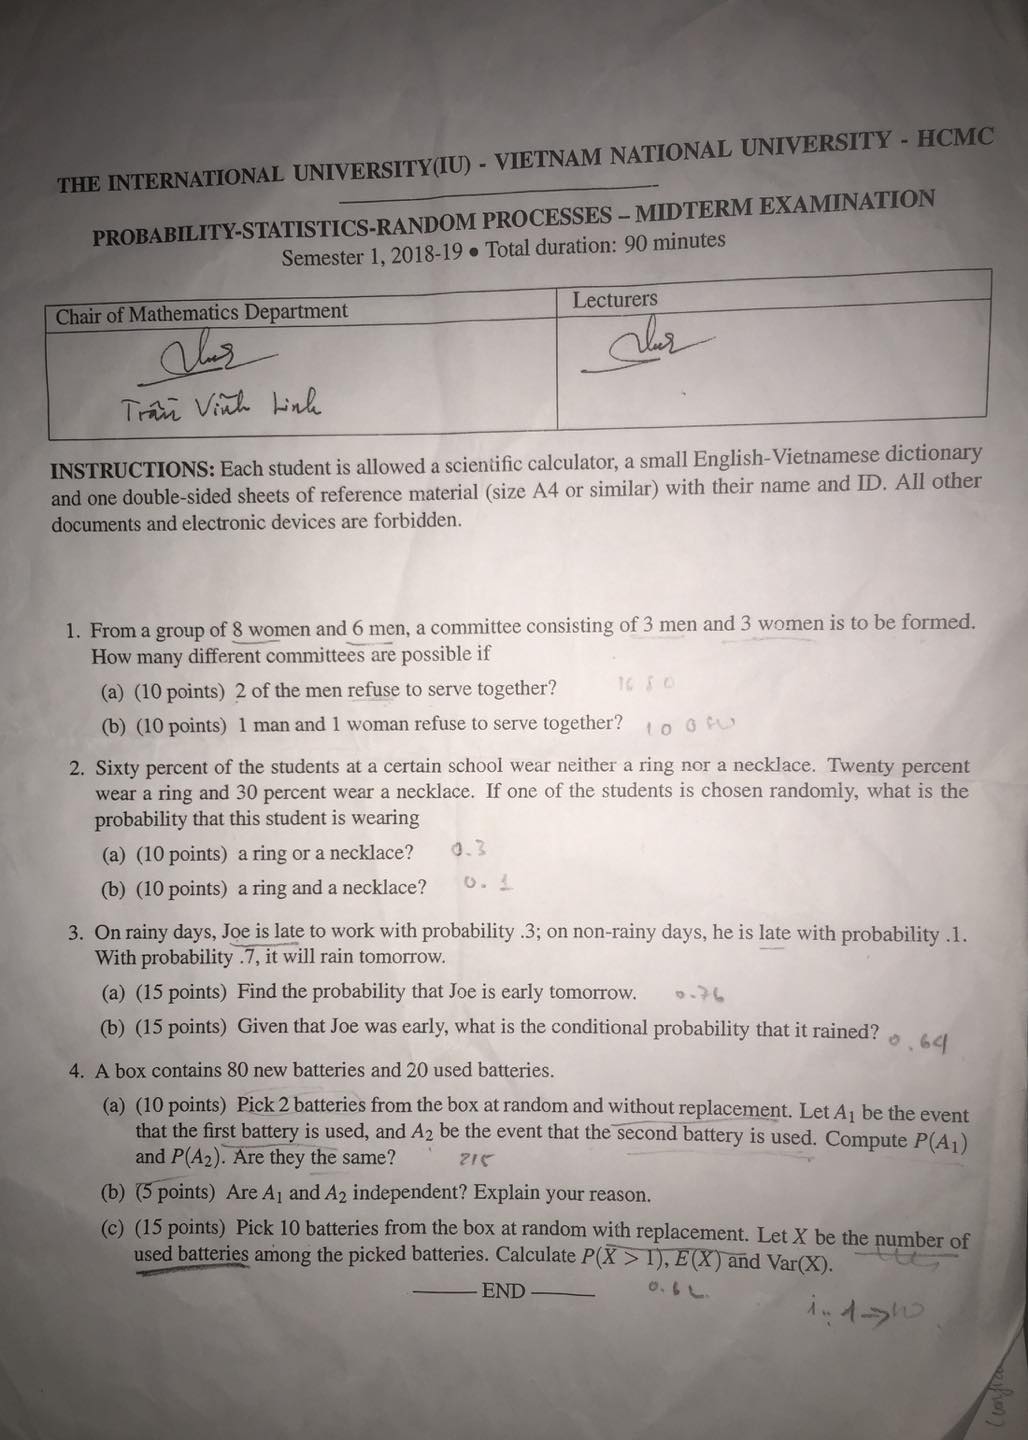 THE INTERNATIONAL UNIVERSITY(IU) - VIETNAM NATIONAL UNIVERSITY - HCMC
PROBABILITY-STATISTICS-RANDOM PROCESSES – MIDTERM EXAMINATION
Semester 1, 2018-19 • Total duration: 90 minutes
Chair of Mathematics Department
Lecturers
Trần Vĩnh Linh
INSTRUCTIONS: Each student is allowed a scientific calculator, a small English-Vietnamese dictionary
and one double-sided sheets of reference material (size A4 or similar) with their name and ID. All other
documents and electronic devices are forbidden.
1. From a group of 8 women and 6 men, a committee consisting of 3 men and 3 women is to be formed.
How many different committees are possible if
(a) (10 points) 2 of the men refuse to serve together?
(b) (10 points) 1 man and 1 woman refuse to serve together?
2. Sixty percent of the students at a certain school wear neither a ring nor a necklace. Twenty percent
wear a ring and 30 percent wear a necklace. If one of the students is chosen randomly, what is the
probability that this student is wearing
(a) (10 points) a ring or a necklace? 0.3
(b) (10 points) a ring and a necklace? 0.1
3. On rainy days, Joe is late to work with probability .3; on non-rainy days, he is late with probability .1.
With probability .7, it will rain tomorrow.
(a) (15 points) Find the probability that Joe is early tomorrow. 0.76
(b) (15 points) Given that Joe was early, what is the conditional probability that it rained? 0.64
4. A box contains 80 new batteries and 20 used batteries.
(a) (10 points) Pick 2 batteries from the box at random and without replacement. Let A1 be the event
that the first battery is used, and A2 be the event that the second battery is used. Compute P(A1)
and P(A2). Are they the same?
(b) (5 points) Are A1 and A2 independent? Explain your reason.
(c) (15 points) Pick 10 batteries from the box at random with replacement. Let X be the number of
used batteries among the picked batteries. Calculate P(X > 1), E(X) and Var(X).
END